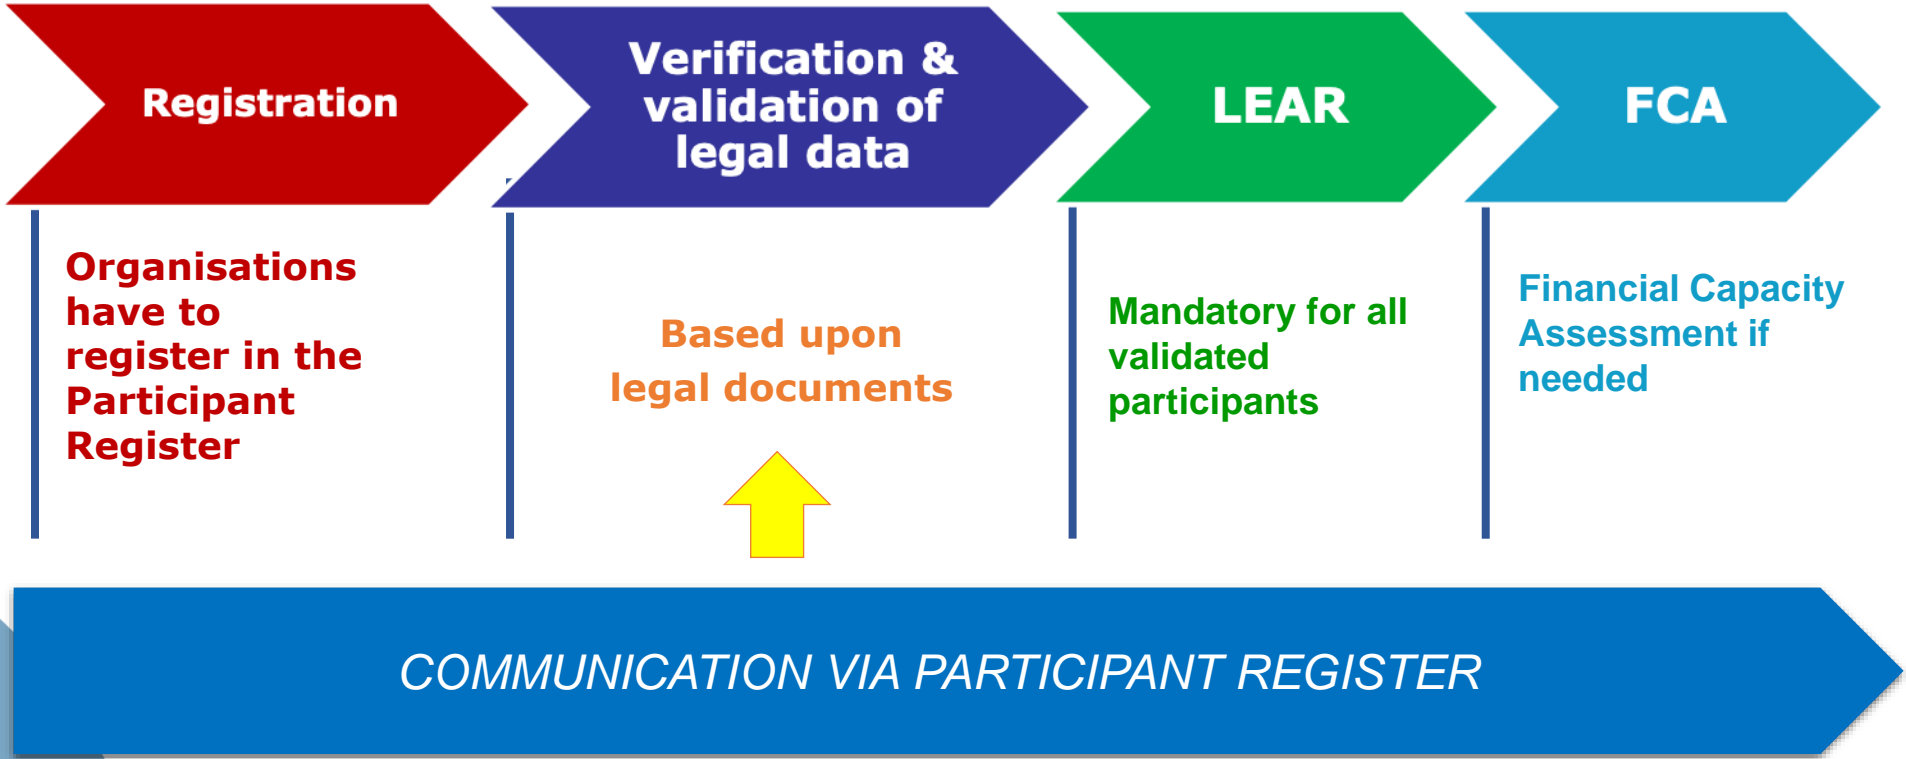 Registration
Verification &
validation of
legal data
LEAR
FCA
Organisations
have to
register in the
Participant
Register
Based upon
legal documents
Mandatory for all
validated
participants
Financial Capacity
Assessment if
needed
COMMUNICATION VIA PARTICIPANT REGISTER